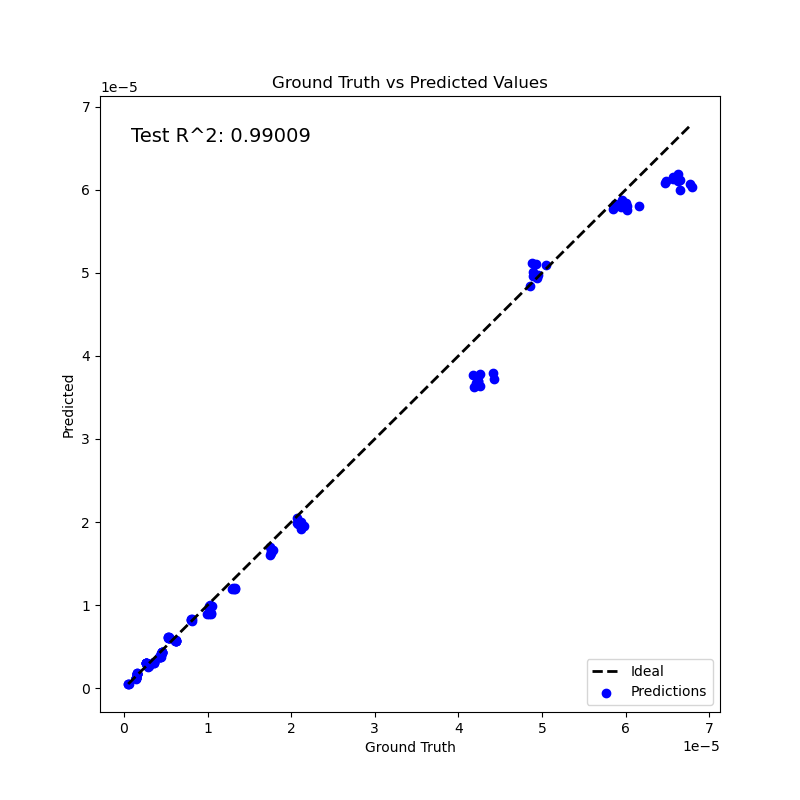 Ground Truth vs Predicted Values
1e−5
Test R^2: 0.99009
7
6
5
4
3
2
1
0
Predicted
Ideal
Predictions
0 1 2 3 4 5 6 7
Ground Truth
1e−5